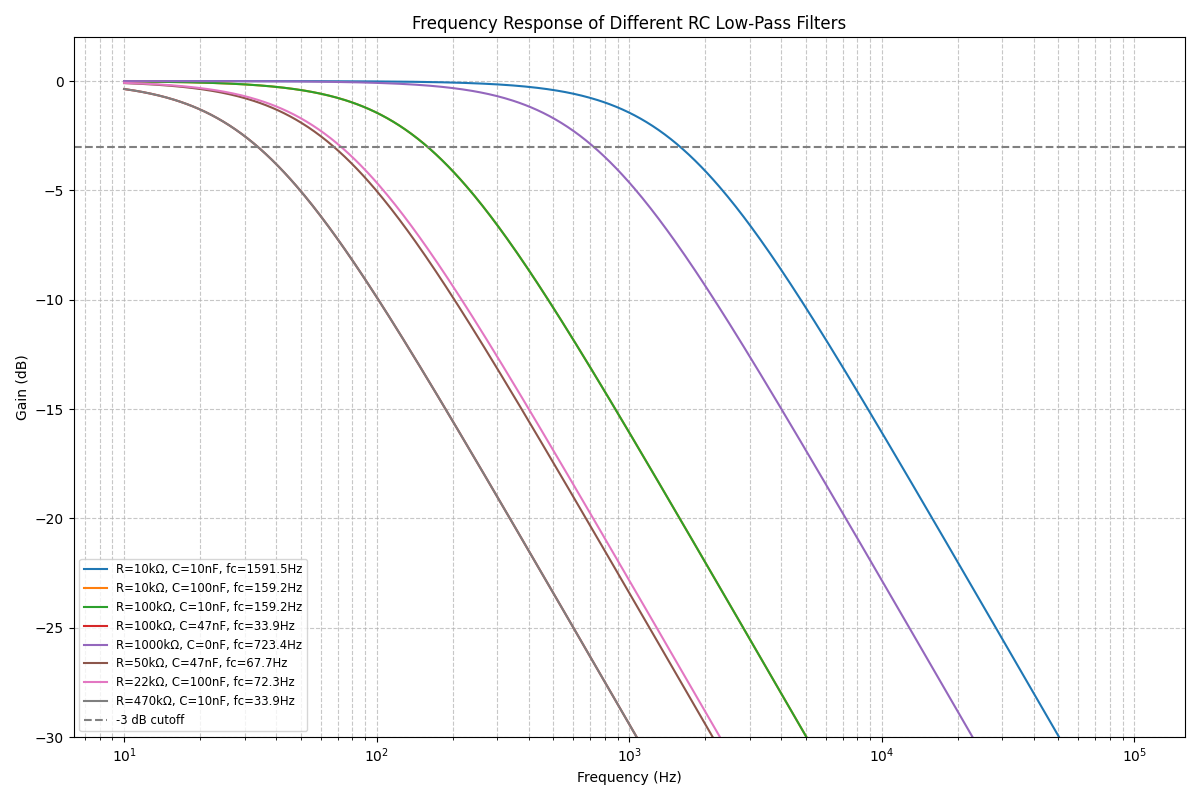 Frequency Response of Different RC Low-Pass Filters
Gain (dB)
0
−5
−10
−15
−20
−25
−30
R=10kΩ, C=10nF, fc=1591.5Hz
R=10kΩ, C=100nF, fc=159.2Hz
R=100kΩ, C=10nF, fc=159.2Hz
R=100kΩ, C=47nF, fc=33.9Hz
R=1000kΩ, C=0nF, fc=723.4Hz
R=50kΩ, C=47nF, fc=67.7Hz
R=22kΩ, C=100nF, fc=72.3Hz
R=470kΩ, C=10nF, fc=33.9Hz
-3 dB cutoff
10¹ 10² 10³ 10⁴ 10⁵
Frequency (Hz)